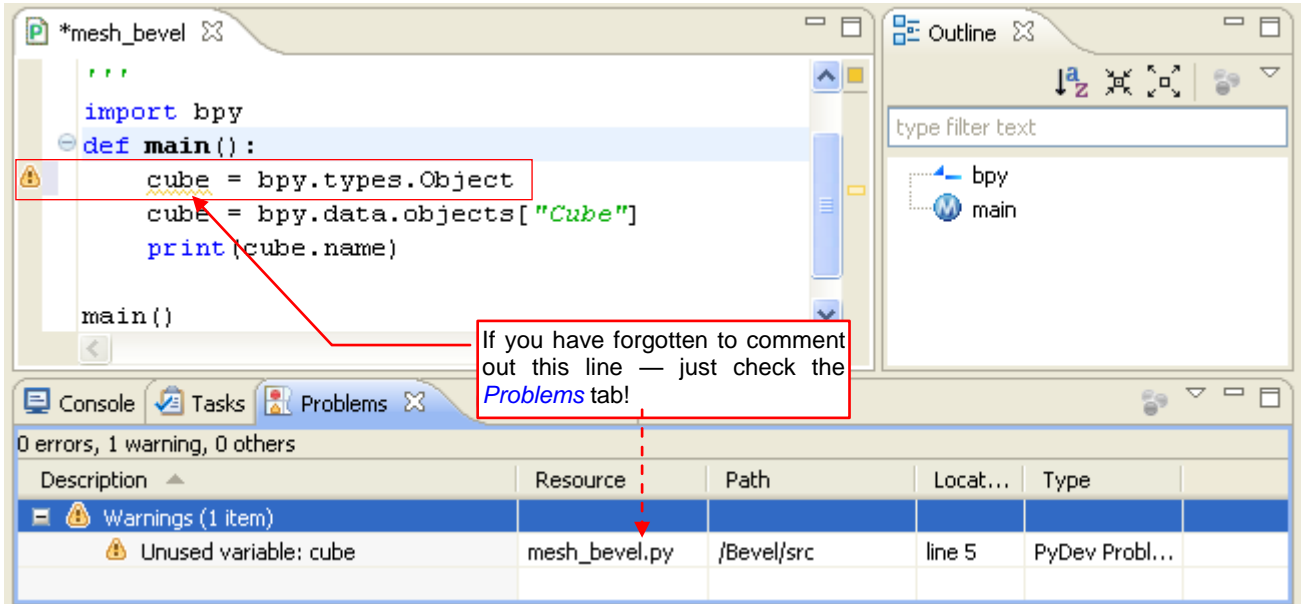 *mesh_bevel
'''
import bpy
def main():
cube = bpy.types.Object
cube = bpy.data.objects["Cube"]
print(cube.name)
main()
If you have forgotten to comment
out this line — just check the
Problems tab!
Outline
type filter text
bpy
main
Console
Tasks
Problems
0 errors, 1 warning, 0 others
Description Resource Path Locat... Type
Warnings (1 item)
Unused variable: cube mesh_bevel.py /Bevel/src line 5 PyDev Probl...